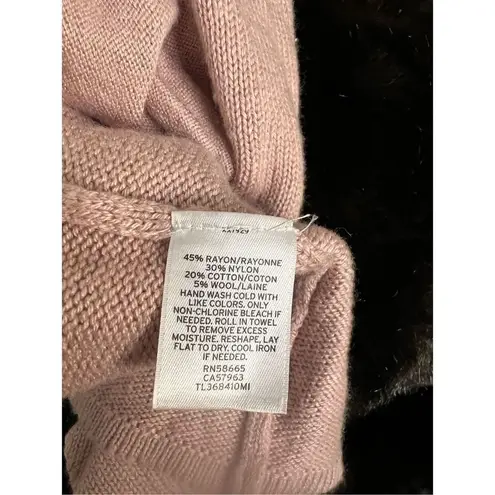 45% RAYON/RAYONNE
30% NYLON
20% COTTON/COTON
5% WOOL/LAINE
HAND WASH COLD WITH
LIKE COLORS. ONLY
NON-CHLORINE BLEACH IF
NEEDED. ROLL IN TOWEL
TO REMOVE EXCESS
MOISTURE. RESHAPE, LAY
FLAT TO DRY, COOL IRON
IF NEEDED.
RN58665
CA57963
TL368410MI